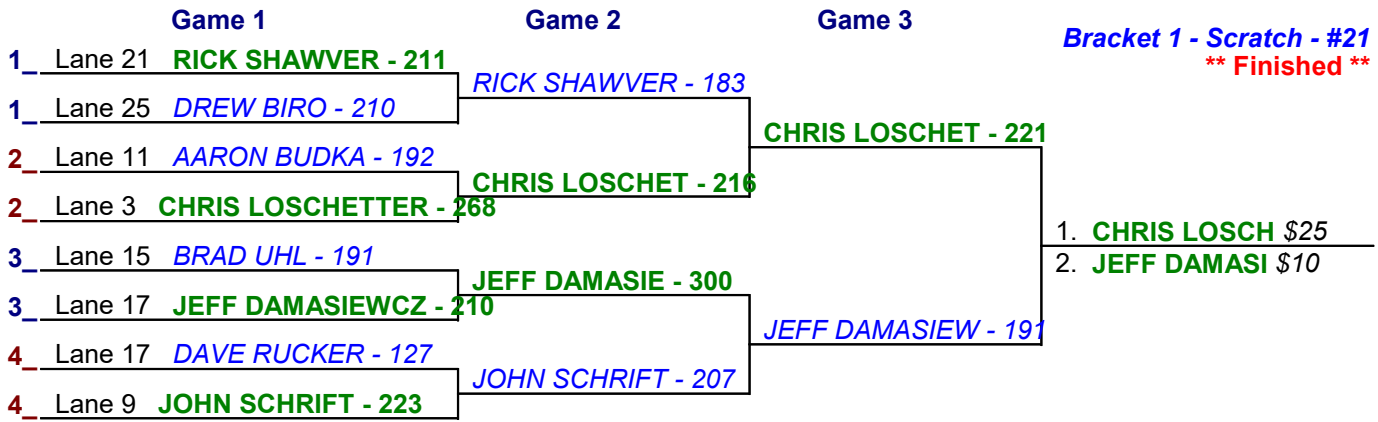 Game 1 Game 2 Game 3
Bracket 1 - Scratch - #21
** Finished **
1_ Lane 21 RICK SHAWVER - 211
RICK SHAWVER - 183
1_ Lane 25 DREW BIRO - 210
CHRIS LOSCHET - 221
2_ Lane 11 AARON BUDKA - 192
CHRIS LOSCHET - 216
2_ Lane 3 CHRIS LOSCHETTER - 268
1. CHRIS LOSCH $25
3_ Lane 15 BRAD UHL - 191
2. JEFF DAMASI $10
JEFF DAMASIE - 300
3_ Lane 17 JEFF DAMASIEWCZ - 210
JEFF DAMASIEW - 191
4_ Lane 17 DAVE RUCKER - 127
JOHN SCHRIFT - 207
4_ Lane 9 JOHN SCHRIFT - 223